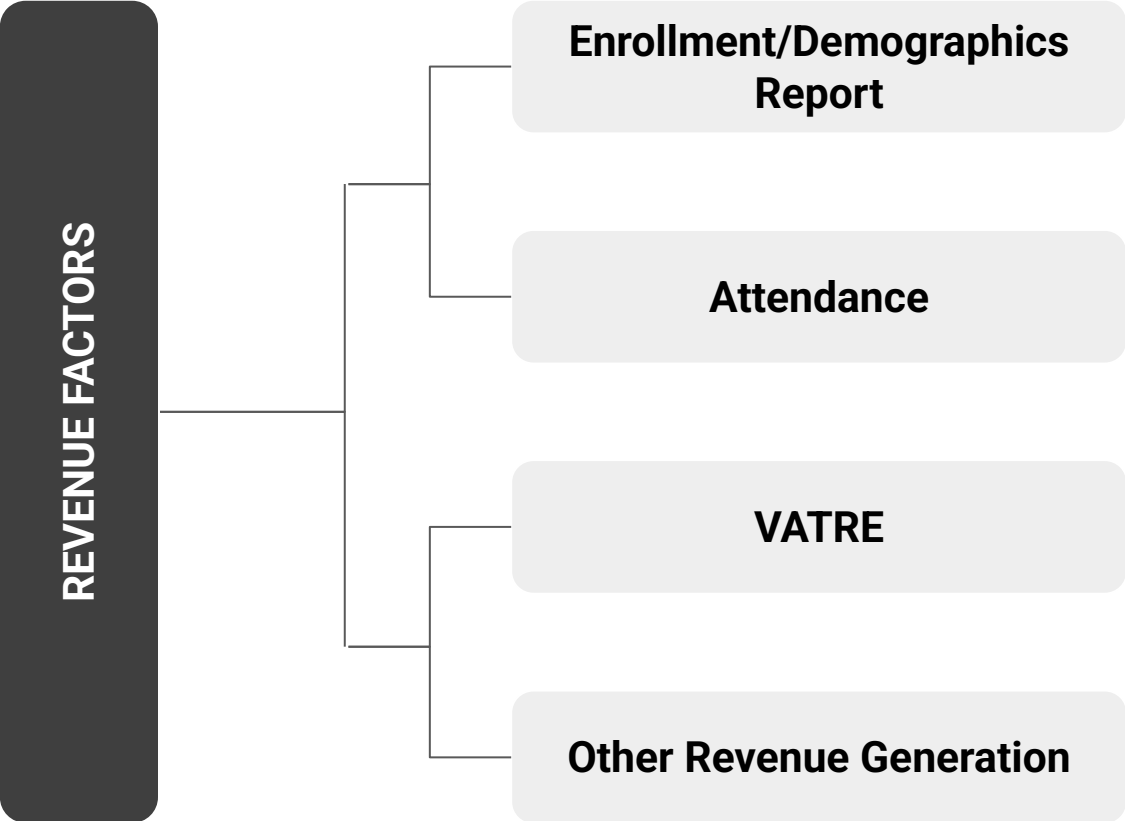 REVENUE FACTORS
Enrollment/Demographics
Report
Attendance
VATRE
Other Revenue Generation